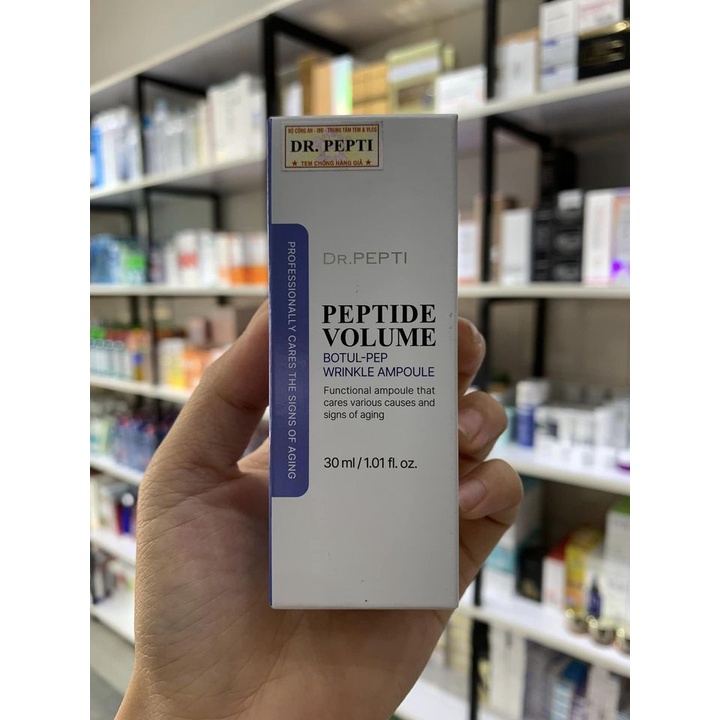 BỘ CÔNG AN - IHH - TRUNG TÂM TEM & VLCG
DR. PEPTI
★ TEM CHỐNG HÀNG GIẢ ★
PROFESSIONALLY CARES THE SIGNS OF AGING
DR.PEPTI
PEPTIDE
VOLUME
BOTUL-PEP
WRINKLE AMPOULE
Functional ampoule that
cares various causes and
signs of aging
30 ml / 1.01 fl. oz.